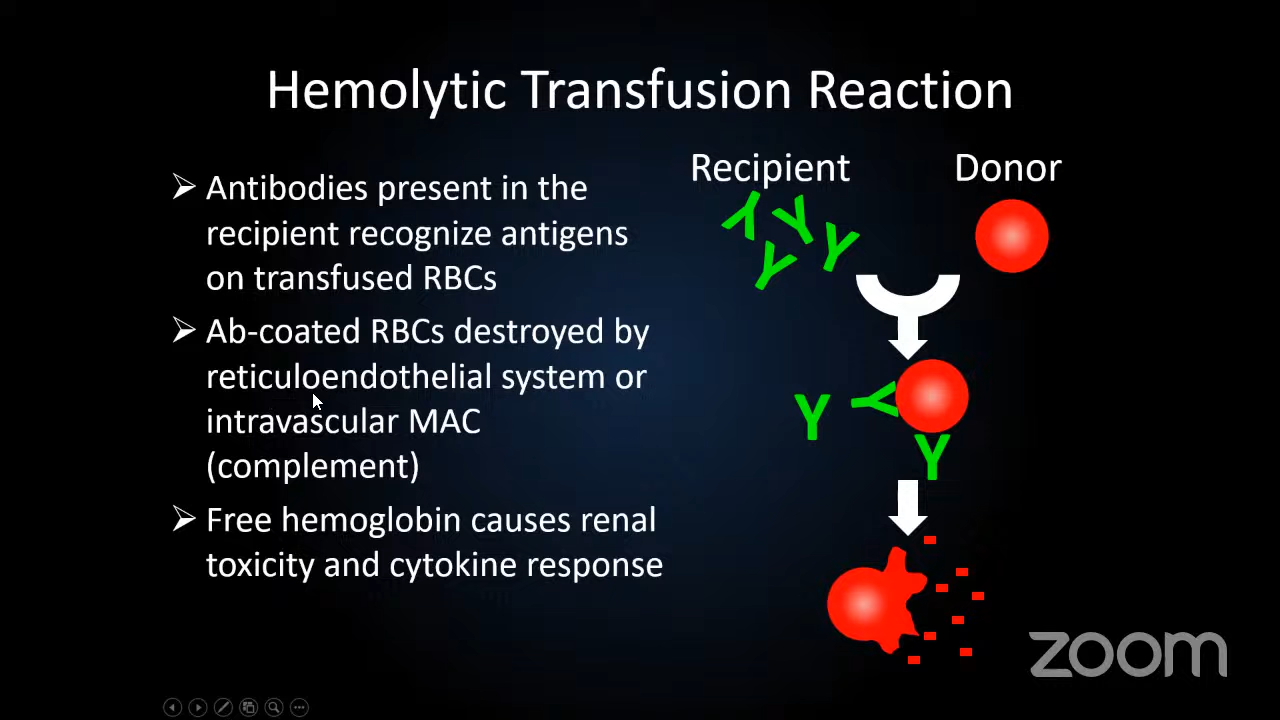 Hemolytic Transfusion Reaction
Antibodies present in the
recipient recognize antigens
on transfused RBCs
Ab-coated RBCs destroyed by
reticuloendothelial system or
intravascular MAC
(complement)
Free hemoglobin causes renal
toxicity and cytokine response
Recipient
Donor
zoom